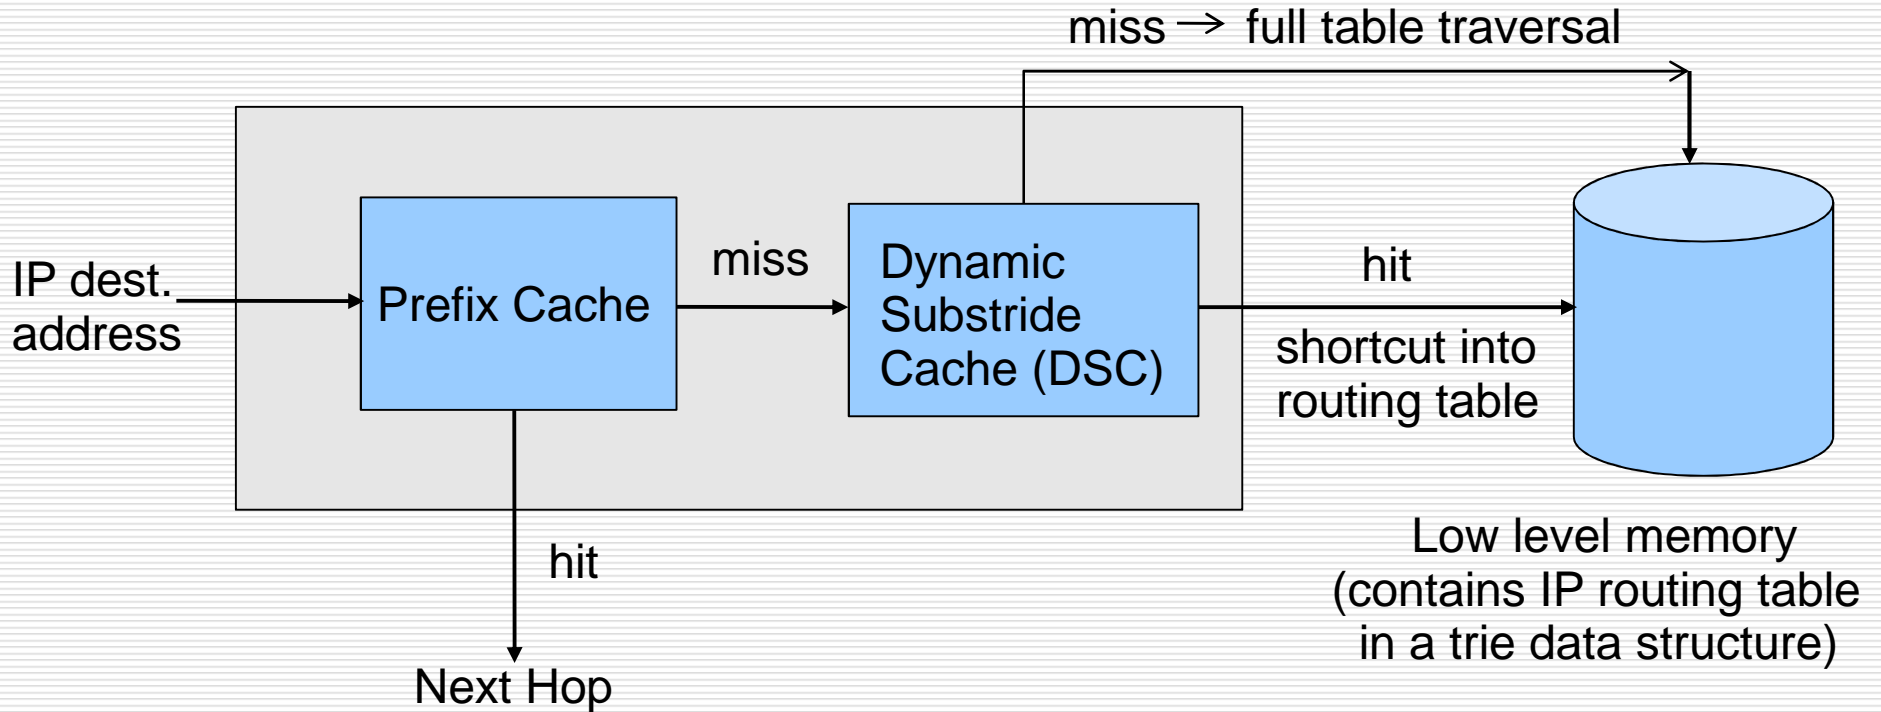 miss → full table traversal
IP dest.
address
Prefix Cache
miss
Dynamic
Substride
Cache (DSC)
hit
shortcut into
routing table
hit
Next Hop
Low level memory
(contains IP routing table
in a trie data structure)